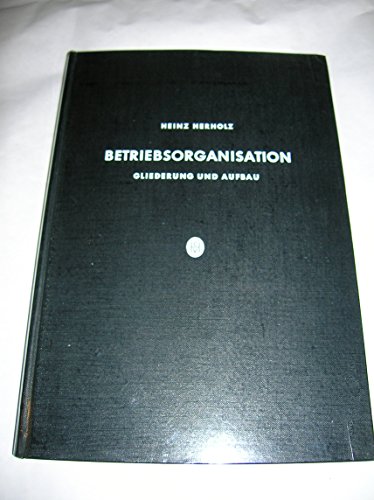 HEINZ HERHOLZ
BETRIEBSORGANISATION
GLIEDERUNG UND AUFBAU